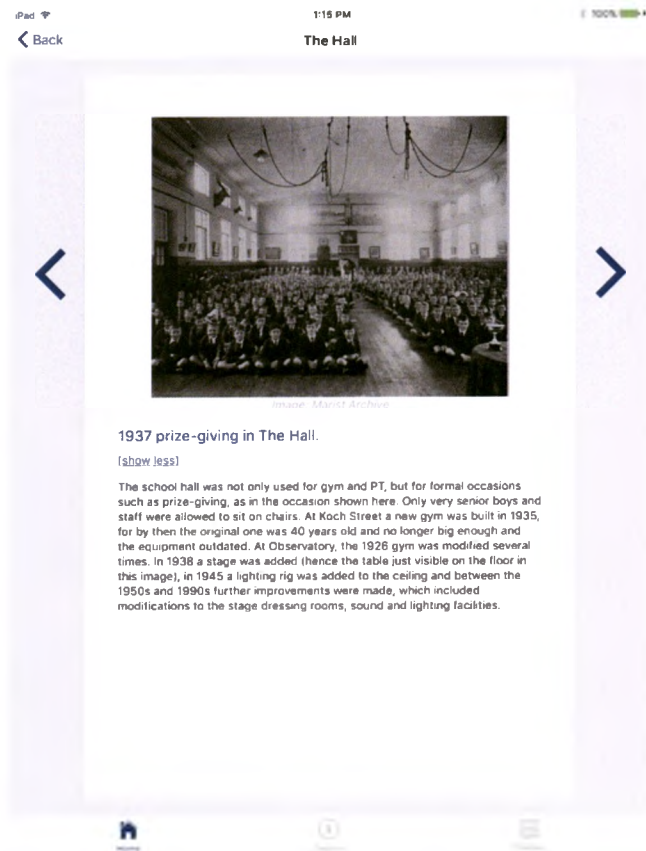 iPad
1:15 PM
100%
Back
The Hall
Image: Marist Archive
1937 prize-giving in The Hall.
[show less]
The school hall was not only used for gym and PT, but for formal occasions
such as prize-giving, as in the occasion shown here. Only very senior boys and
staff were allowed to sit on chairs. At Koch Street a new gym was built in 1935,
for by then the original one was 40 years old and no longer big enough and
the equipment outdated. At Observatory, the 1926 gym was modified several
times. In 1938 a stage was added (hence the table just visible on the floor in
this image), in 1945 a lighting rig was added to the ceiling and between the
1950s and 1990s further improvements were made, which included
modifications to the stage dressing rooms, sound and lighting facilities.
Home